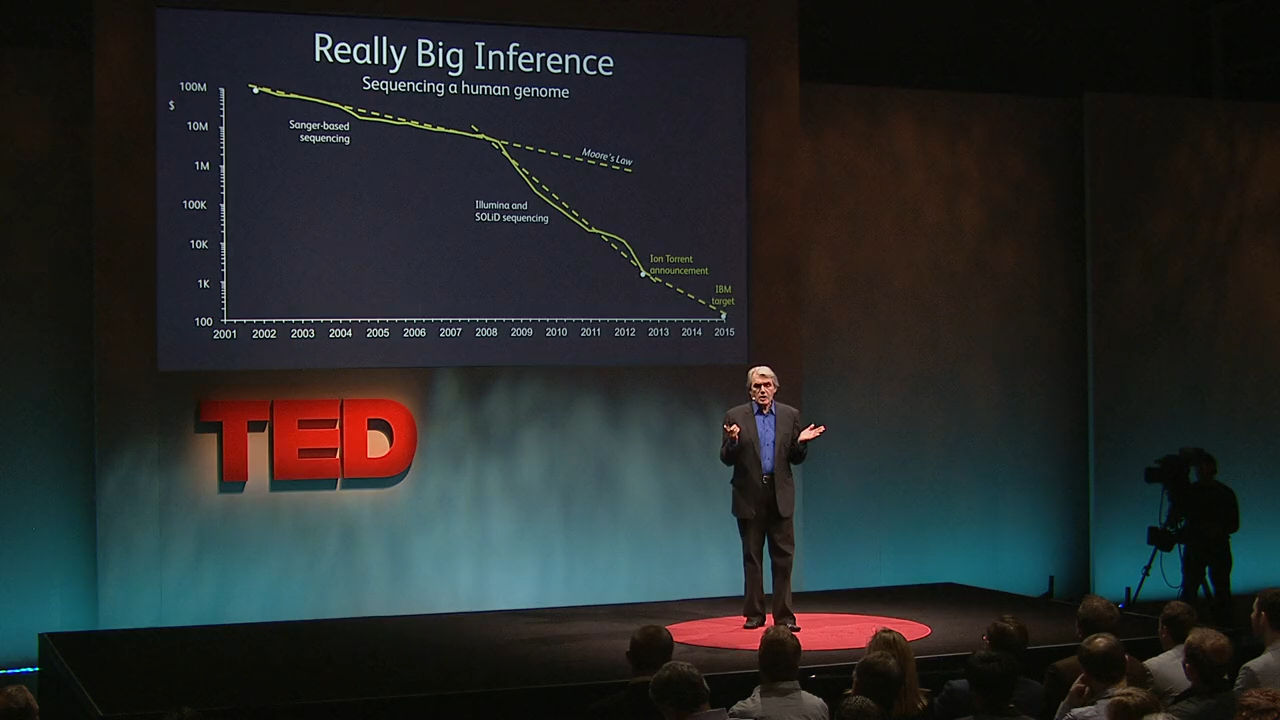 Really Big Inference
Sequencing a human genome
100M
$
10M
1M
100K
10K
1K
100
Sanger-based
sequencing
Moore's Law
Illumina and
SOLiD sequencing
Ion Torrent
announcement
IBM
target
2001 2002 2003 2004 2005 2006 2007 2008 2009 2010 2011 2012 2013 2014 2015
TED